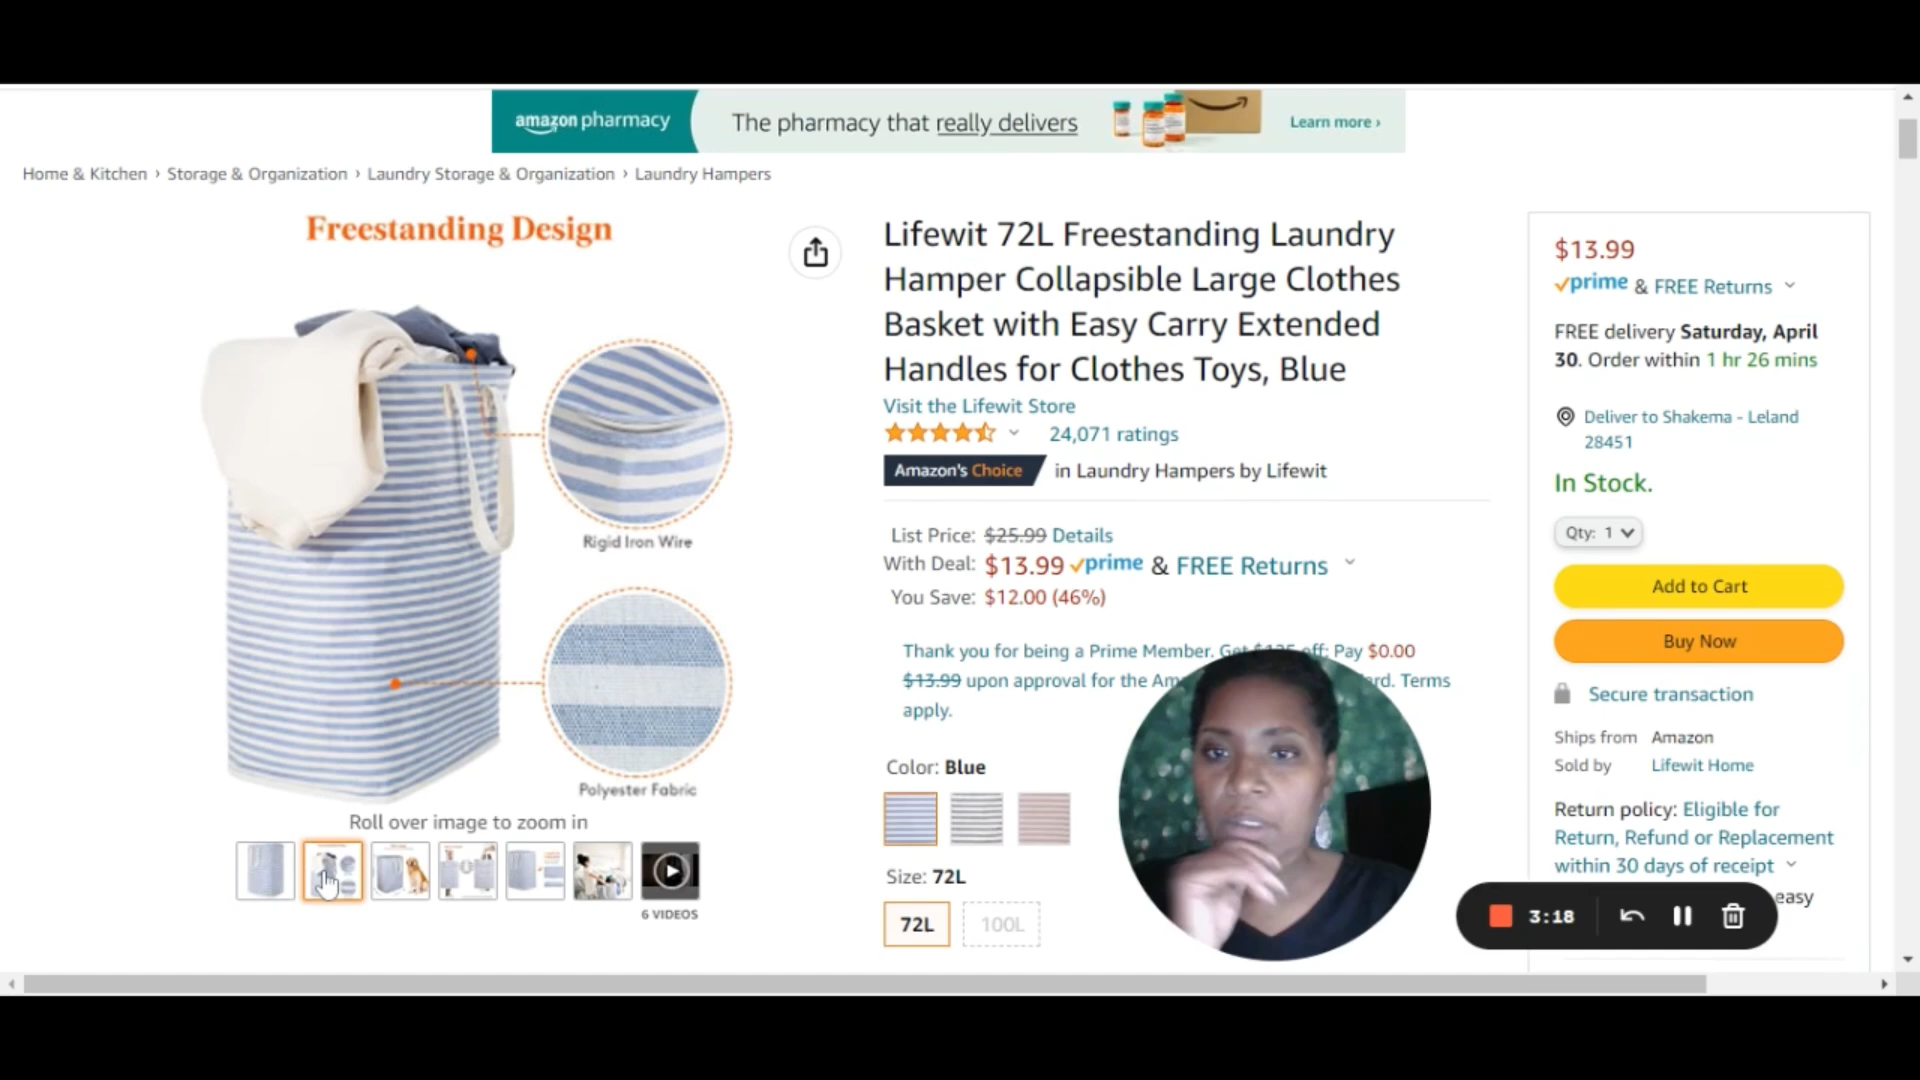 amazon pharmacy
The pharmacy that really delivers
Learn more ›
Home & Kitchen › Storage & Organization › Laundry Storage & Organization › Laundry Hampers
Freestanding Design
Rigid Iron Wire
Polyester Fabric
Roll over image to zoom in
6 VIDEOS
Lifewit 72L Freestanding Laundry
Hamper Collapsible Large Clothes
Basket with Easy Carry Extended
Handles for Clothes Toys, Blue
Visit the Lifewit Store
24,071 ratings
Amazon's Choice in Laundry Hampers by Lifewit
List Price: $25.99 Details
With Deal: $13.99 prime & FREE Returns
You Save: $12.00 (46%)
Thank you for being a Prime Member. Get $125 off: Pay $0.00
$13.99 upon approval for the Terms
apply.
Color: Blue
Size: 72L
72L 100L
$13.99
prime & FREE Returns
FREE delivery Saturday, April
30. Order within 1 hr 26 mins
Deliver to Shakema - Leland
28451
In Stock.
Qty: 1
Add to Cart
Buy Now
Secure transaction
Ships from Amazon
Sold by Lifewit Home
Return policy: Eligible for
Return, Refund or Replacement
within 30 days of receipt
easy
3:18